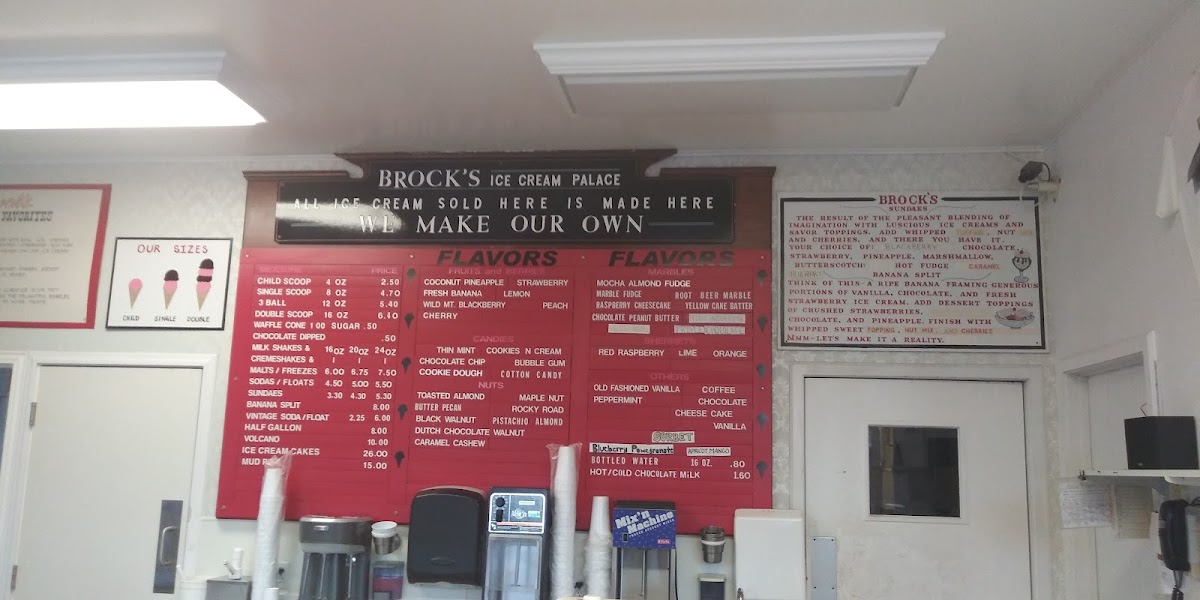 FAVORITES
OUR SIZES
CHILD SINGLE DOUBLE
BROCK'S ICE CREAM PALACE
ALL ICE CREAM SOLD HERE IS MADE HERE
WE MAKE OUR OWN
MEASURE PRICE
CHILD SCOOP 4 OZ 2.50
SINGLE SCOOP 8 OZ 4.70
3 BALL 12 OZ 5.40
DOUBLE SCOOP 16 OZ 6.10
WAFFLE CONE 1 00 SUGAR .50
CHOCOLATE DIPPED .50
MILK SHAKES & 16OZ 20OZ 24OZ
CREMESHAKES &
MALTS / FREEZES 6.00 6.75 7.50
SODAS / FLOATS 4.50 5.00 5.50
SUNDAES 3.30 4.30 5.30
BANANA SPLIT 8.00
VINTAGE SODA/FLOAT 2.25 6.00
HALF GALLON 8.00
VOLCANO 10.00
ICE CREAM CAKES 26.00
MUD 15.00
FLAVORS
FRUITS and BERRIES
COCONUT PINEAPPLE STRAWBERRY
FRESH BANANA LEMON
WILD MT. BLACKBERRY PEACH
CHERRY
CANDIES
THIN MINT COOKIES N CREAM
CHOCOLATE CHIP BUBBLE GUM
COOKIE DOUGH COTTON CANDY
NUTS
TOASTED ALMOND MAPLE NUT
BUTTER PECAN ROCKY ROAD
BLACK WALNUT PISTACHIO ALMOND
DUTCH CHOCOLATE WALNUT
CARAMEL CASHEW
FLAVORS
MARBLES
MOCHA ALMOND FUDGE
MARBLE FUDGE ROOT BEER MARBLE
RASPBERRY CHEESECAKE YELLOW CAKE BATTER
CHOCOLATE PEANUT BUTTER
SHERBETS
RED RASPBERRY LIME ORANGE
OTHERS
OLD FASHIONED VANILLA COFFEE
PEPPERMINT CHOCOLATE
CHEESE CAKE
VANILLA
SORBET
Blueberry Pomegranate APRICOT MANGO
BOTTLED WATER 16 OZ. .80
HOT/COLD CHOCOLATE MILK 1.60
BROCK'S
SUNDAES
THE RESULT OF THE PLEASANT BLENDING OF
IMAGINATION WITH LUSCIOUS ICE CREAMS AND
SAVOR TOPPINGS, ADD WHIPPED TOPPING, NUT
AND CHERRIES, AND THERE YOU HAVE IT.
YOUR CHOICE OF: BLACKBERRY CHOCOLATE
STRAWBERRY, PINEAPPLE, MARSHMALLOW,
BUTTERSCOTCH HOT FUDGE CARAMEL
BANANA SPLIT
THINK OF THIS- A RIPE BANANA FRAMING GENEROUS
PORTIONS OF VANILLA, CHOCOLATE, AND FRESH
STRAWBERRY ICE CREAM. ADD DESSERT TOPPINGS
OF CRUSHED STRAWBERRIES,
CHOCOLATE, AND PINEAPPLE. FINISH WITH
WHIPPED SWEET TOPPING, NUT MIX, AND CHERRIES
MMM-LET'S MAKE IT A REALITY.
Mix'n
Machine